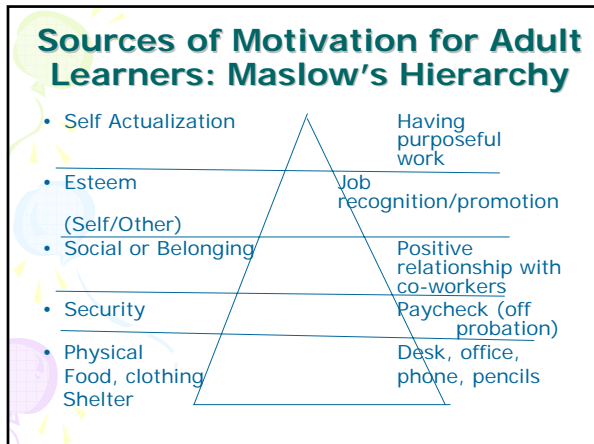 Sources of Motivation for Adult
Learners: Maslow's Hierarchy
• Self Actualization
Having
purposeful
work
• Esteem
(Self/Other)
Job
recognition/promotion
• Social or Belonging
Positive
relationship with
co-workers
• Security
Paycheck (off
probation)
• Physical
Food, clothing
Shelter
Desk, office,
phone, pencils